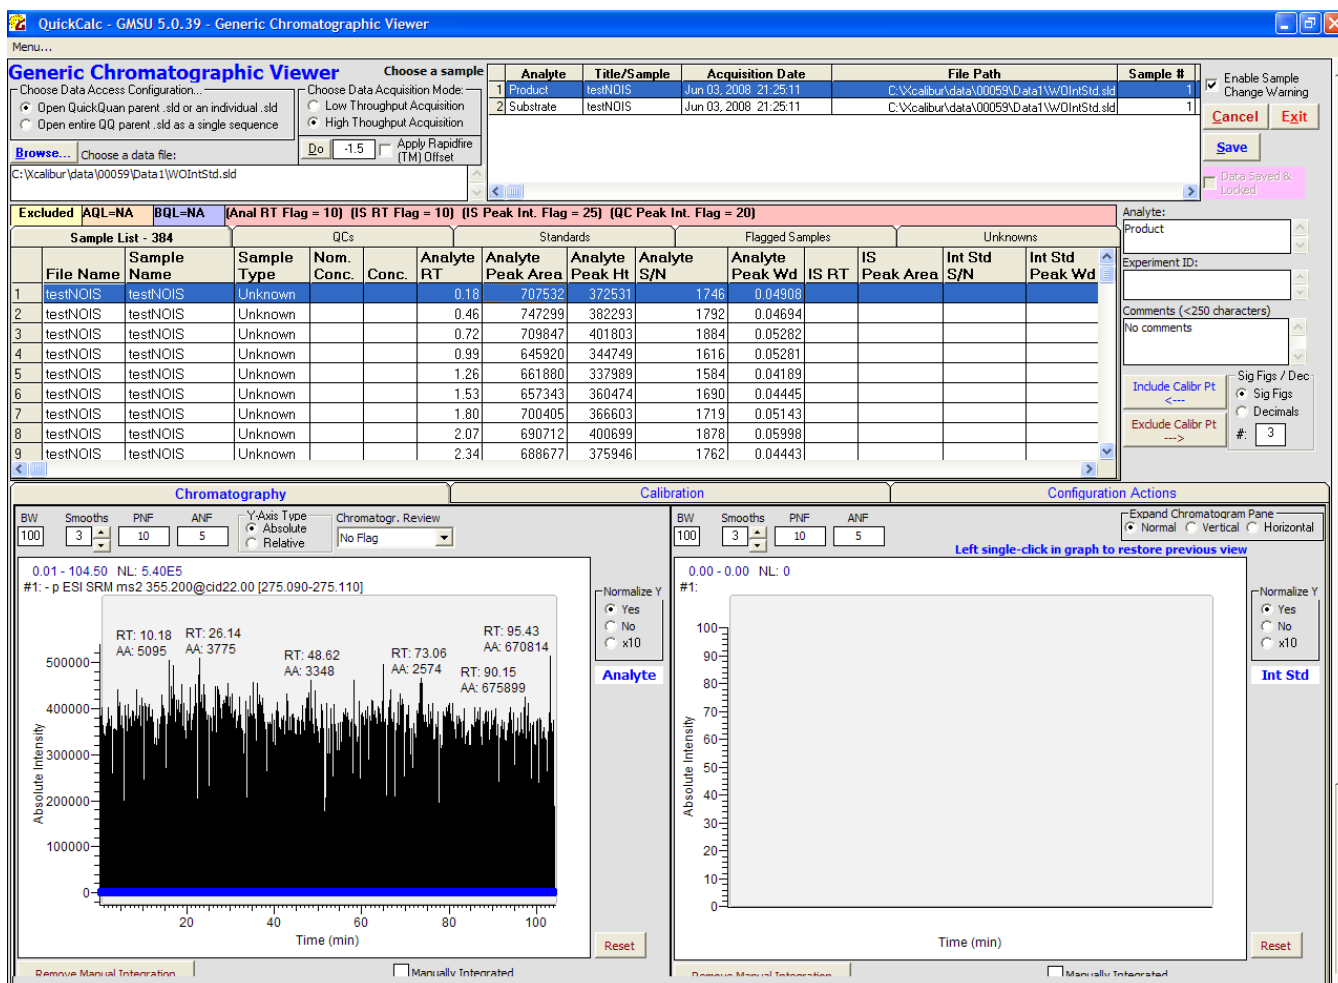 QuickCalc - GMSU 5.0.39 - Generic Chromatographic Viewer
Menu...
Generic Chromatographic Viewer
Choose a sample
Choose Data Access Configuration...
Open QuickQuan parent .sld or an individual .sld
Open entire QQ parent .sld as a single sequence
Choose Data Acquisition Mode:
Low Throughput Acquisition
High Thoughput Acquisition
Browse... Choose a data file:
Do -1.5 Apply Rapidfire (TM) Offset
C:\Xcalibur\data\00059\Data1\WOIntStd.sld
Analyte Title/Sample Acquisition Date File Path Sample #
1 Product testNOIS Jun 03, 2008 21:25:11 C:\Xcalibur\data\00059\Data1\WOIntStd.sld 1
2 Substrate testNOIS Jun 03, 2008 21:25:11 C:\Xcalibur\data\00059\Data1\WOIntStd.sld 1
Enable Sample Change Warning
Cancel Exit
Save
Data Saved & Locked
Excluded AQL=NA BQL=NA (Anal RT Flag = 10) (IS RT Flag = 10) (IS Peak Int. Flag = 25) (QC Peak Int. Flag = 20)
Sample List - 384 QCs Standards Flagged Samples Unknowns
File Name Sample Name Sample Type Nom. Conc. Conc. Analyte RT Analyte Peak Area Analyte Peak Ht Analyte S/N Analyte Peak Wd IS RT IS Peak Area Int Std S/N Int Std Peak Wd
1 testNOIS testNOIS Unknown 0.18 707532 372531 1746 0.04908
2 testNOIS testNOIS Unknown 0.46 747299 382293 1792 0.04694
3 testNOIS testNOIS Unknown 0.72 709847 401803 1884 0.05282
4 testNOIS testNOIS Unknown 0.99 645920 344749 1616 0.05281
5 testNOIS testNOIS Unknown 1.26 661880 337989 1584 0.04189
6 testNOIS testNOIS Unknown 1.53 657343 360474 1690 0.04445
7 testNOIS testNOIS Unknown 1.80 700405 366603 1719 0.05143
8 testNOIS testNOIS Unknown 2.07 690712 400699 1878 0.05998
9 testNOIS testNOIS Unknown 2.34 688677 375946 1762 0.04443
Analyte:
Product
Experiment ID:
Comments (<250 characters)
No comments
Include Calibr Pt
<---
Exclude Calibr Pt
--->
Sig Figs / Dec
Sig Figs
Decimals
#: 3
Chromatography Calibration Configuration Actions
BW Smooths PNF ANF
100 3 10 5
Y-Axis Type
Absolute
Relative
Chromatogr. Review
No Flag
0.01 - 104.50 NL: 5.40E5
#1: - p ESI SRM ms2 355.200@cid22.00 [275.090-275.110]
RT: 10.18
AA: 5095
RT: 26.14
AA: 3775
RT: 48.62
AA: 3348
RT: 73.06
AA: 2574
RT: 95.43
AA: 670814
RT: 90.15
AA: 675899
500000
400000
300000
200000
100000
0
Absolute Intensity
20 40 60 80 100
Time (min)
Normalize Y
Yes
No
x10
Analyte
Reset
Remove Manual Integration
Manually Integrated
BW Smooths PNF ANF
100 3 10 5
Expand Chromatogram Pane
Normal Vertical Horizontal
Left single-click in graph to restore previous view
0.00 - 0.00 NL: 0
#1:
100
90
80
70
60
50
40
30
20
10
0
Absolute Intensity
Time (min)
Normalize Y
Yes
No
x10
Int Std
Reset
Remove Manual Integration
Manually Integrated